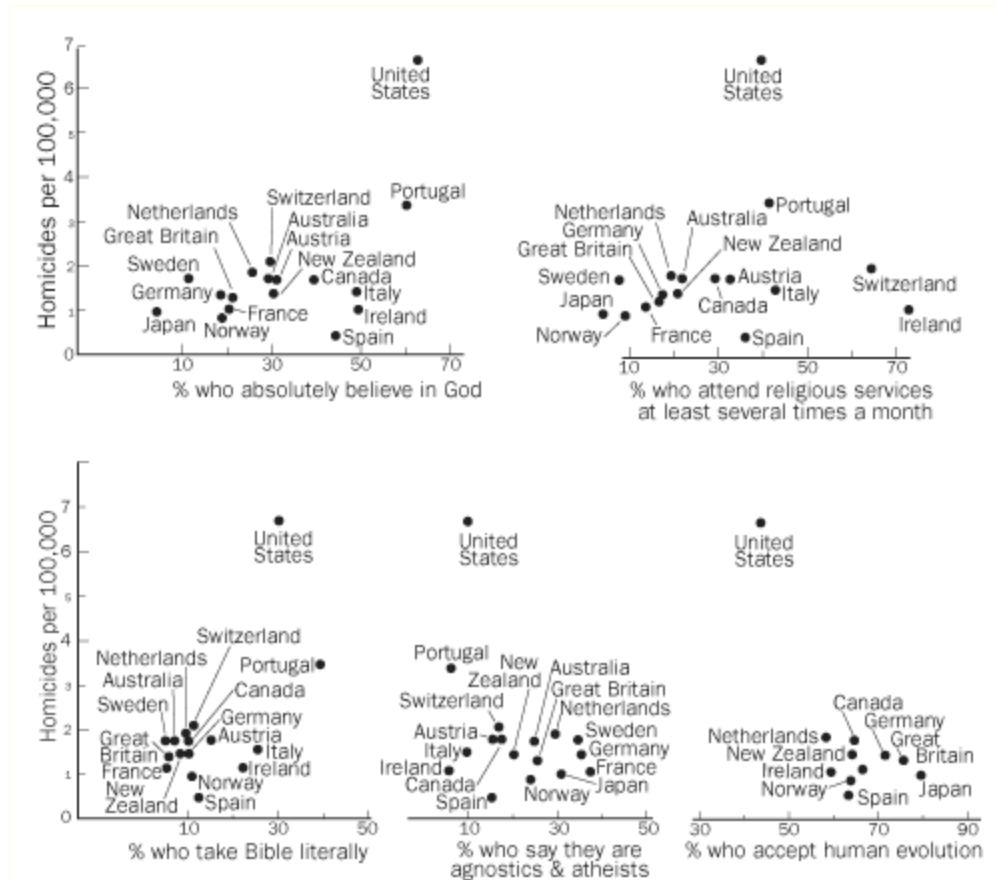 Homicides per 100,000
7
6
5
4
3
2
1
0
United
States
Portugal
Switzerland
Netherlands
Australia
Great Britain
Austria
New Zealand
Sweden
Canada
Germany
Italy
France
Ireland
Japan
Norway
Spain
10
30
50
70
% who absolutely believe in God
United
States
Portugal
Netherlands
Australia
Germany
New Zealand
Great Britain
Sweden
Austria
Switzerland
Italy
Japan
Canada
Ireland
Norway
France
Spain
10
30
50
70
% who attend religious services
at least several times a month
Homicides per 100,000
7
6
5
4
3
2
1
0
United
States
Switzerland
Netherlands
Portugal
Australia
Canada
Sweden
Germany
Great
Britain
Austria
Italy
France
Ireland
New
Zealand
Norway
Spain
10
30
50
% who take Bible literally
United
States
Portugal
New
Zealand
Australia
Great Britain
Switzerland
Netherlands
Austria
Sweden
Italy
Germany
Ireland
France
Canada
Japan
Spain
Norway
10
30
50
% who say they are
agnostics & atheists
United
States
Canada
Netherlands
Germany
New Zealand
Great
Britain
Ireland
Norway
Japan
Spain
30
50
70
90
% who accept human evolution